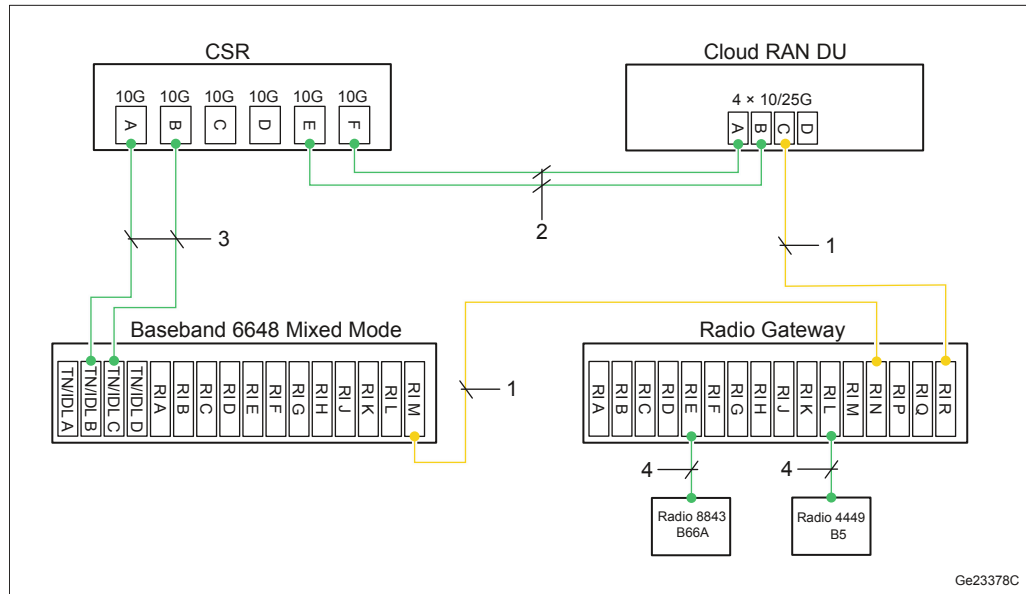 CSR
Cloud RAN DU
10G 10G 10G 10G 10G 10G
4 × 10/25G
A B C D E F
A B C D
3
2
1
Baseband 6648 Mixed Mode
Radio Gateway
TN/IDL A TN/IDL B TN/IDL C TN/IDL D RI A RI B RI C RI D RI E RI F RI G RI H RI J RI K RI L RI M
RI A RI B RI C RI D RI E RI F RI G RI H RI J RI K RI L RI M RI N RI P RI Q RI R
1
4
4
Radio 8843
B66A
Radio 4449
B5
Ge23378C